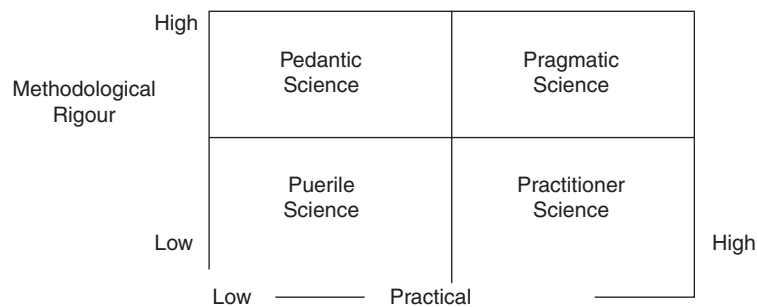 High
Pedantic
Science
Pragmatic
Science
Methodological
Rigour
Puerile
Science
Practitioner
Science
Low
High
Low
Practical